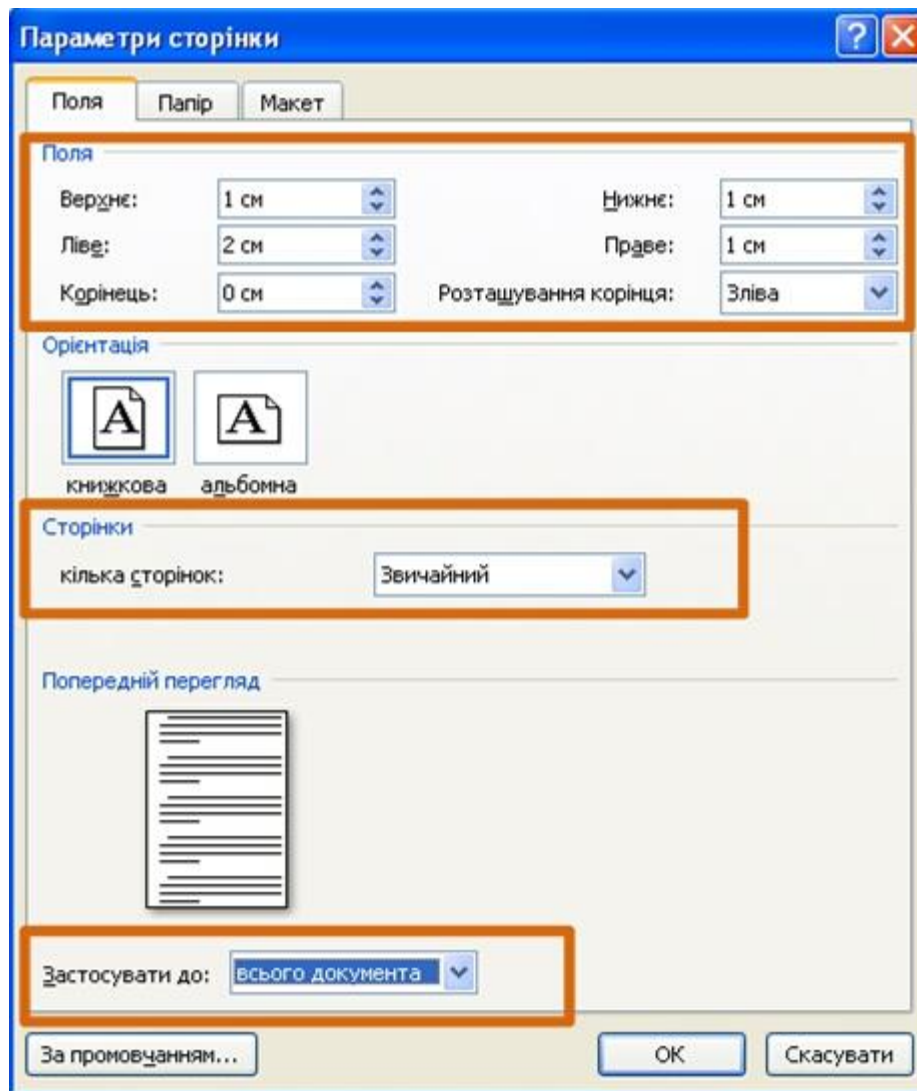 Параметри сторінки
Поля Папір Макет
Поля
Верхнє: 1 см Нижнє: 1 см
Ліве: 2 см Праве: 1 см
Корінець: 0 см Розташування корінця: Зліва
Орієнтація
A A
книжкова альбомна
Сторінки
кілька сторінок: Звичайний
Попередній перегляд
Застосувати до: всього документа
За промовчанням... ОК Скасувати